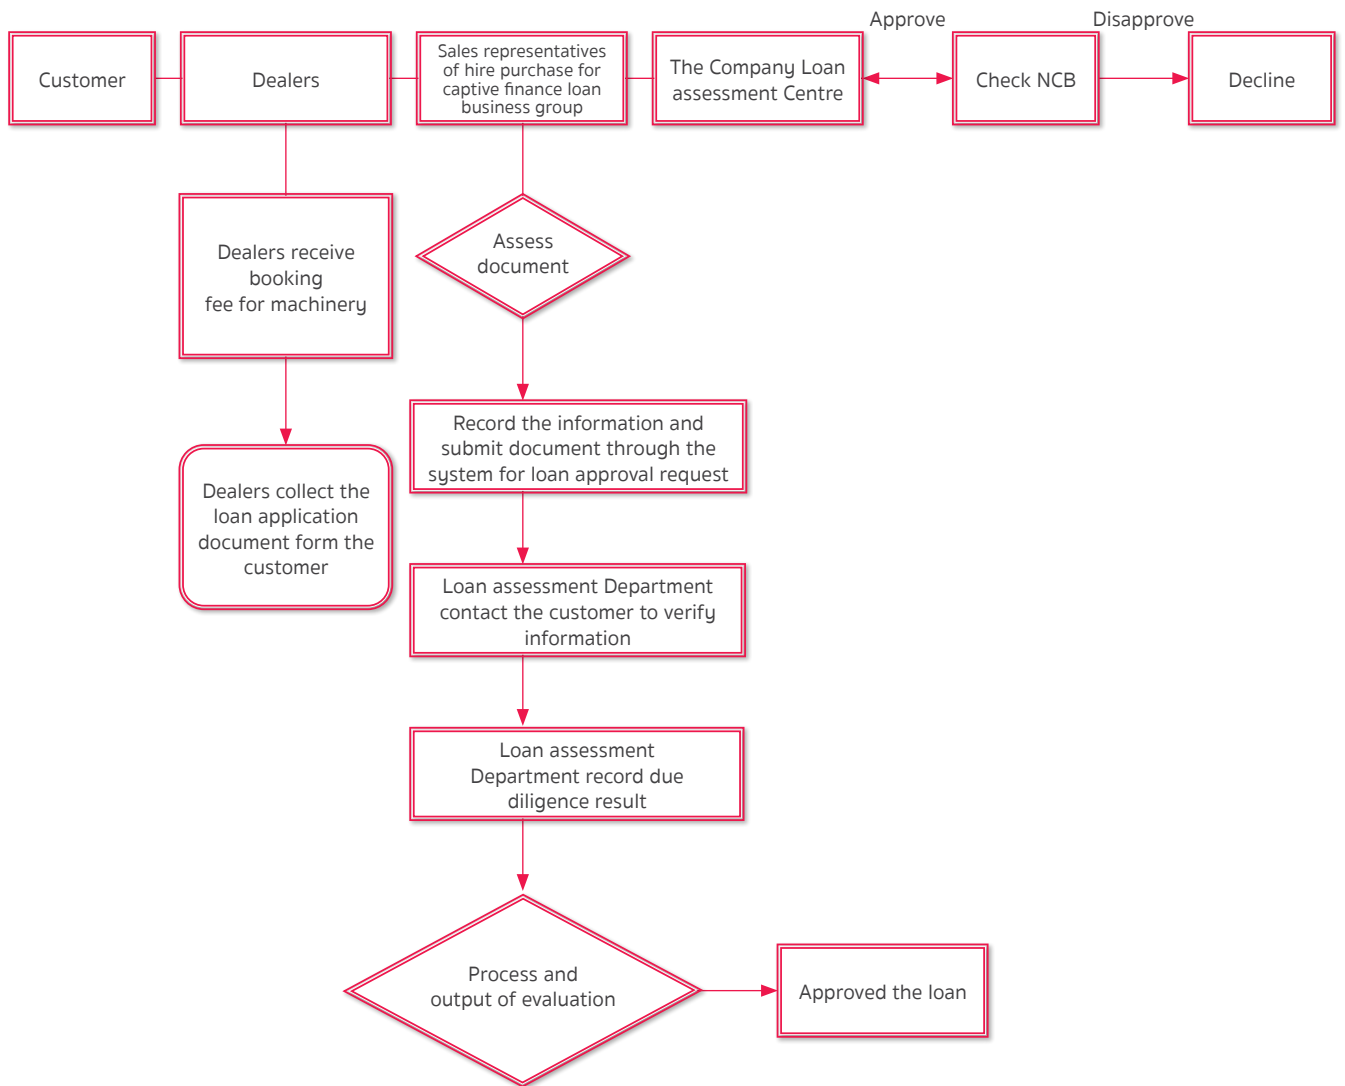 Approve
Disapprove
Customer
Dealers
Sales representatives
of hire purchase for
captive finance loan
business group
The Company Loan
assessment Centre
Check NCB
Decline
Dealers receive
booking
fee for machinery
Assess
document
Dealers collect the
loan application
document form the
customer
Record the information and
submit document through the
system for loan approval request
Loan assessment Department
contact the customer to verify
information
Loan assessment
Department record due
diligence result
Process and
output of evaluation
Approved the loan